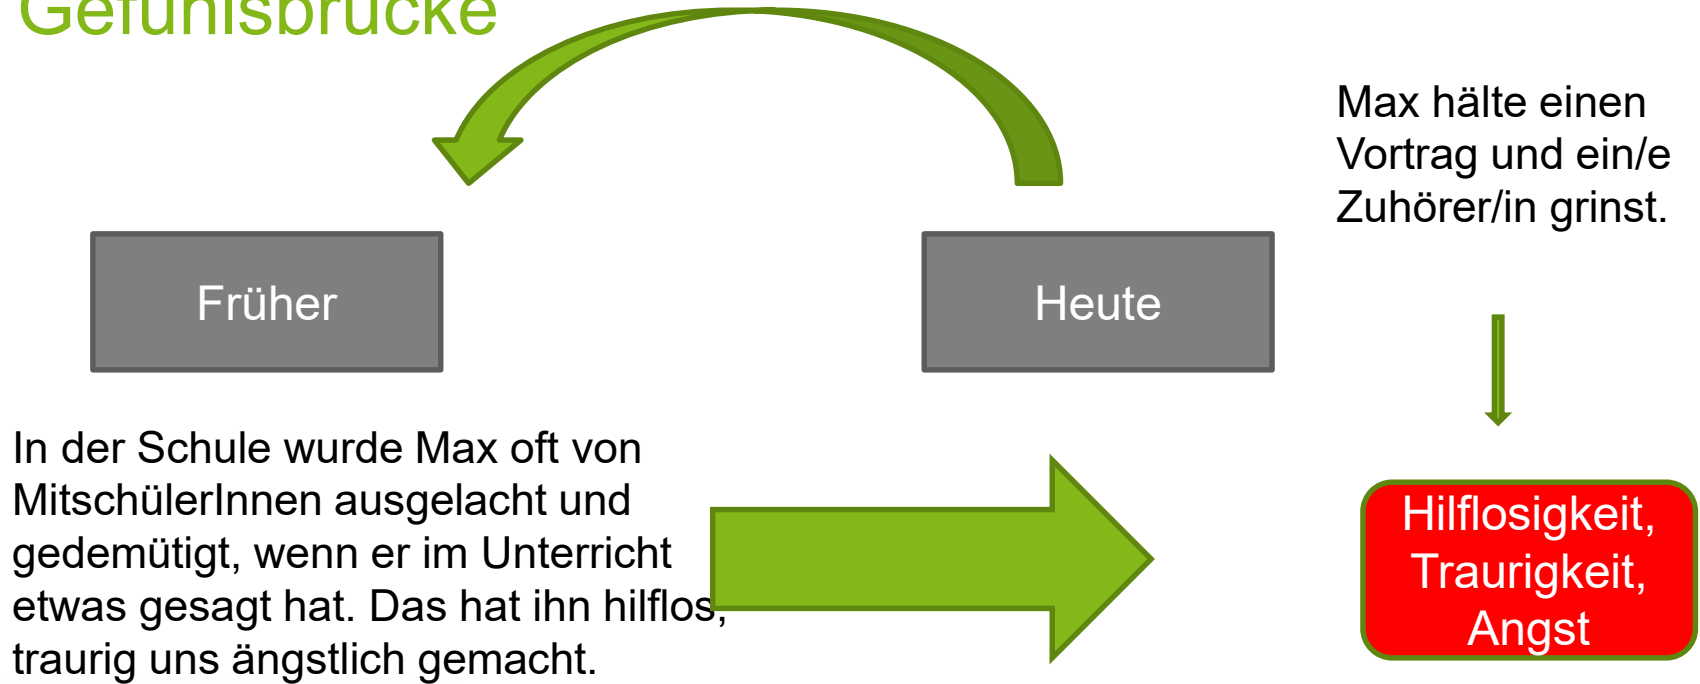 Gefühlsbrücke
Max hälte einen
Vortrag und ein/e
Zuhörer/in grinst.
Früher
Heute
In der Schule wurde Max oft von
MitschülerInnen ausgelacht und
gedemütigt, wenn er im Unterricht
etwas gesagt hat. Das hat ihn hilflos,
traurig uns ängstlich gemacht.
Hilflosigkeit,
Traurigkeit,
Angst